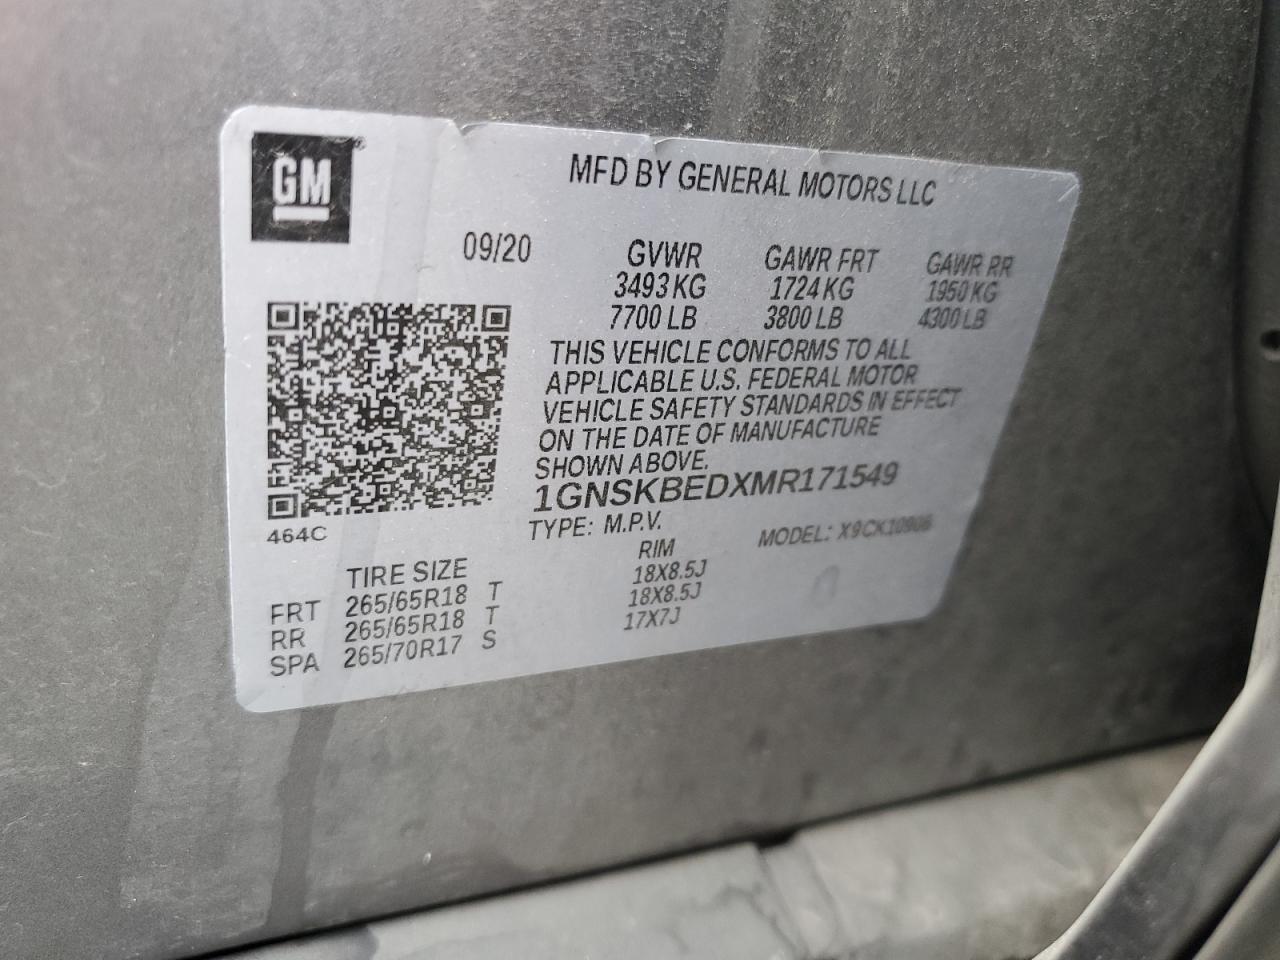 GM
MFD BY GENERAL MOTORS LLC
09/20
GVWR GAWR FRT GAWR RR
3493 KG 1724 KG 1950 KG
7700 LB 3800 LB 4300 LB
THIS VEHICLE CONFORMS TO ALL
APPLICABLE U.S. FEDERAL MOTOR
VEHICLE SAFETY STANDARDS IN EFFECT
ON THE DATE OF MANUFACTURE
SHOWN ABOVE.
1GNSKBEDXMR171549
464C
TYPE: M.P.V. MODEL: X9CK10906
TIRE SIZE RIM
FRT 265/65R18 T 18X8.5J
RR 265/65R18 T 18X8.5J
SPA 265/70R17 S 17X7J